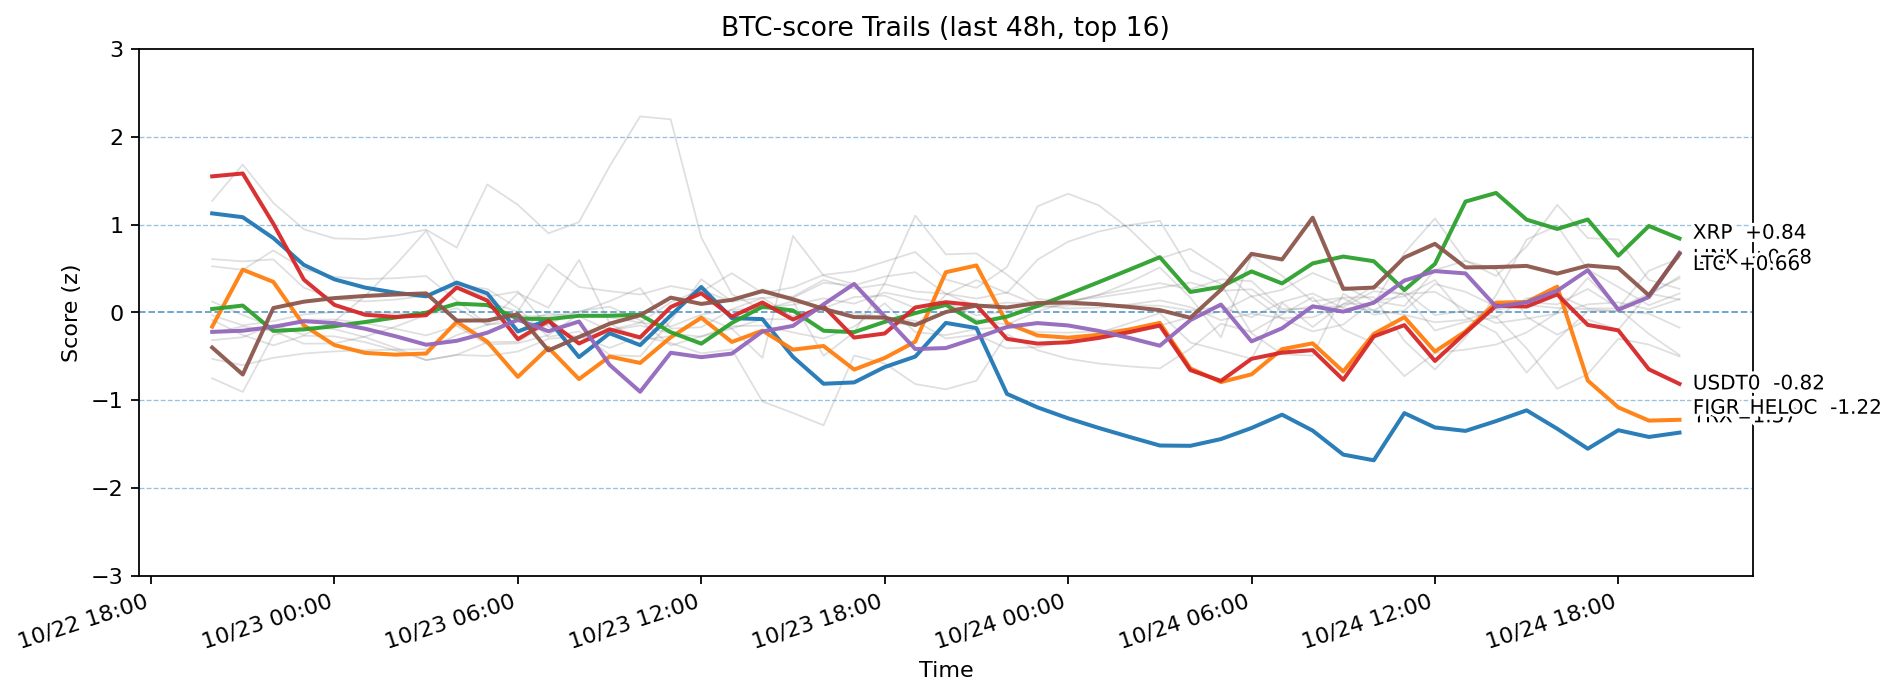 BTC-score Trails (last 48h, top 16)
3
2
1
0
−1
−2
−3
Score (z)
XRP +0.84
LTC +0.66
USDT0 -0.82
FIGR_HELOC -1.22
10/22 18:00
10/23 00:00
10/23 06:00
10/23 12:00
10/23 18:00
10/24 00:00
10/24 06:00
10/24 12:00
10/24 18:00
Time